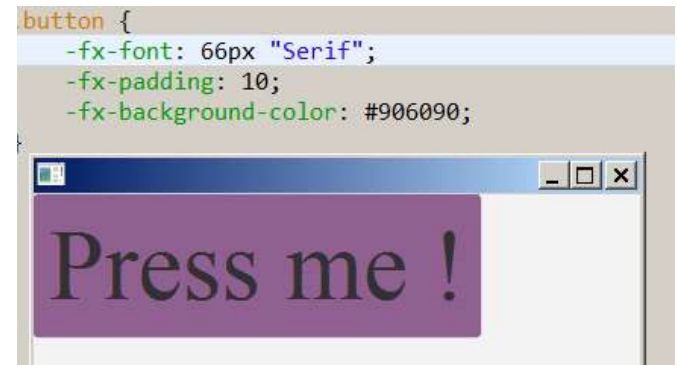 .button {
-fx-font: 66px "Serif";
-fx-padding: 10;
-fx-background-color: #906090;
}
Press me !